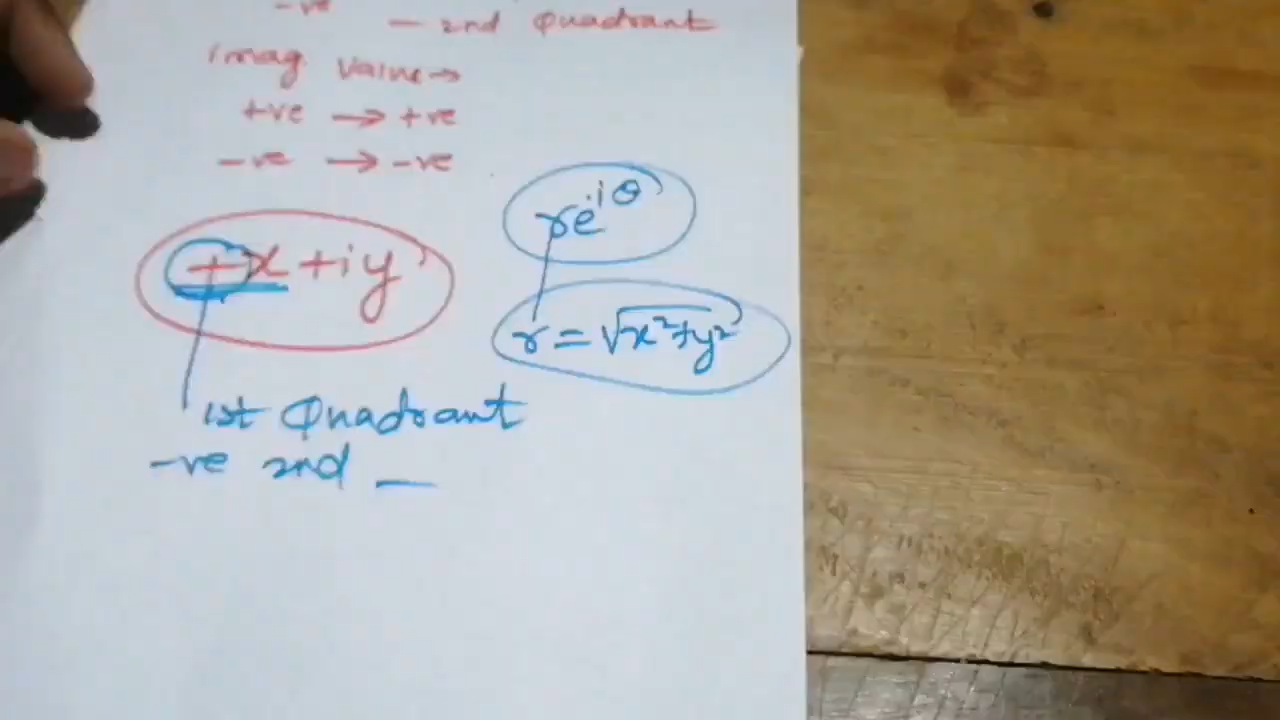 -ve — 2nd Quadrant
imag value→
+ve → +ve
-ve → -ve
re^iθ
+x+iy
r=√x²+y²
1st Quadrant
-ve 2nd —